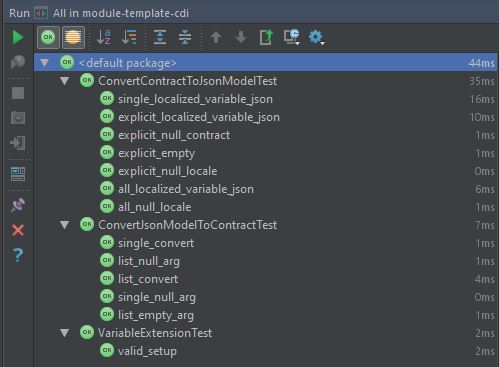 Run All in module-template-cdi
OK <default package> 44ms
OK ConvertContractToJsonModelTest 35ms
OK single_localized_variable_json 16ms
OK explicit_localized_variable_json 10ms
OK explicit_null_contract 1ms
OK explicit_empty 1ms
OK explicit_null_locale 0ms
OK all_localized_variable_json 6ms
OK all_null_locale 1ms
OK ConvertJsonModelToContractTest 7ms
OK single_convert 1ms
OK list_null_arg 1ms
OK list_convert 4ms
OK single_null_arg 0ms
OK list_empty_arg 1ms
OK VariableExtensionTest 2ms
OK valid_setup 2ms